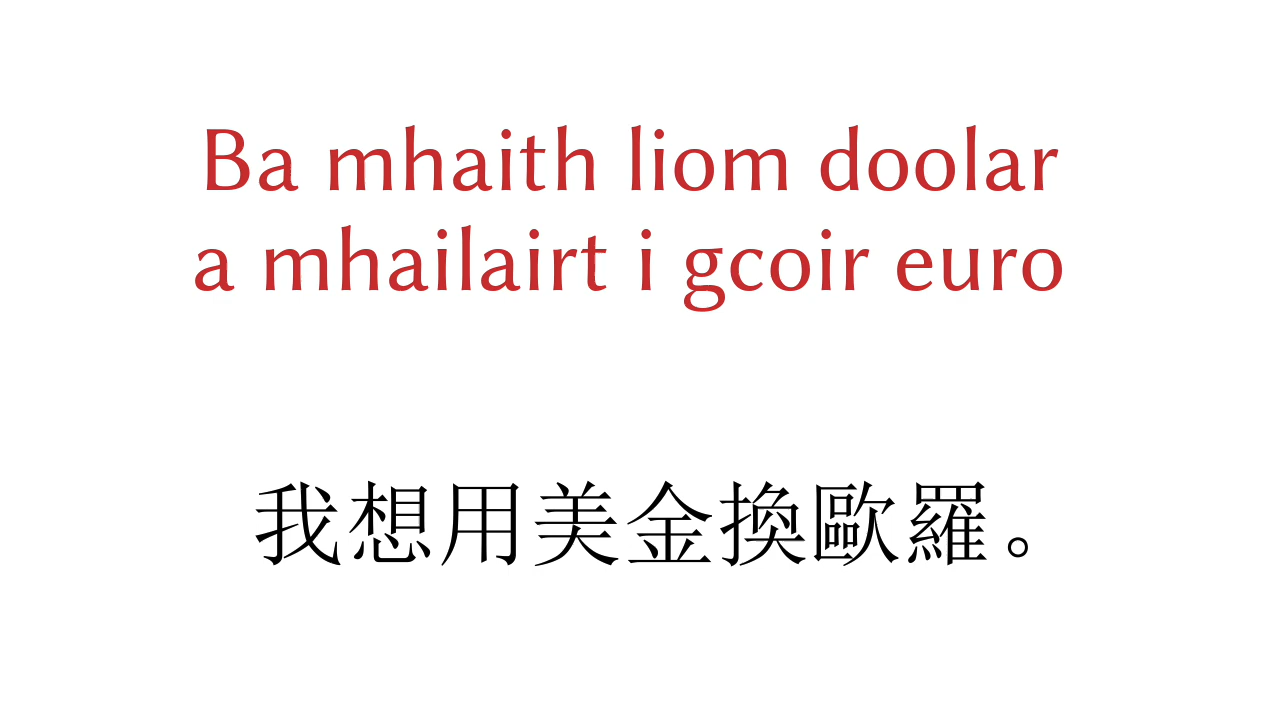 Ba mhaith liom doolar
a mhailairt i gcoir euro
我想用美金換歐羅。